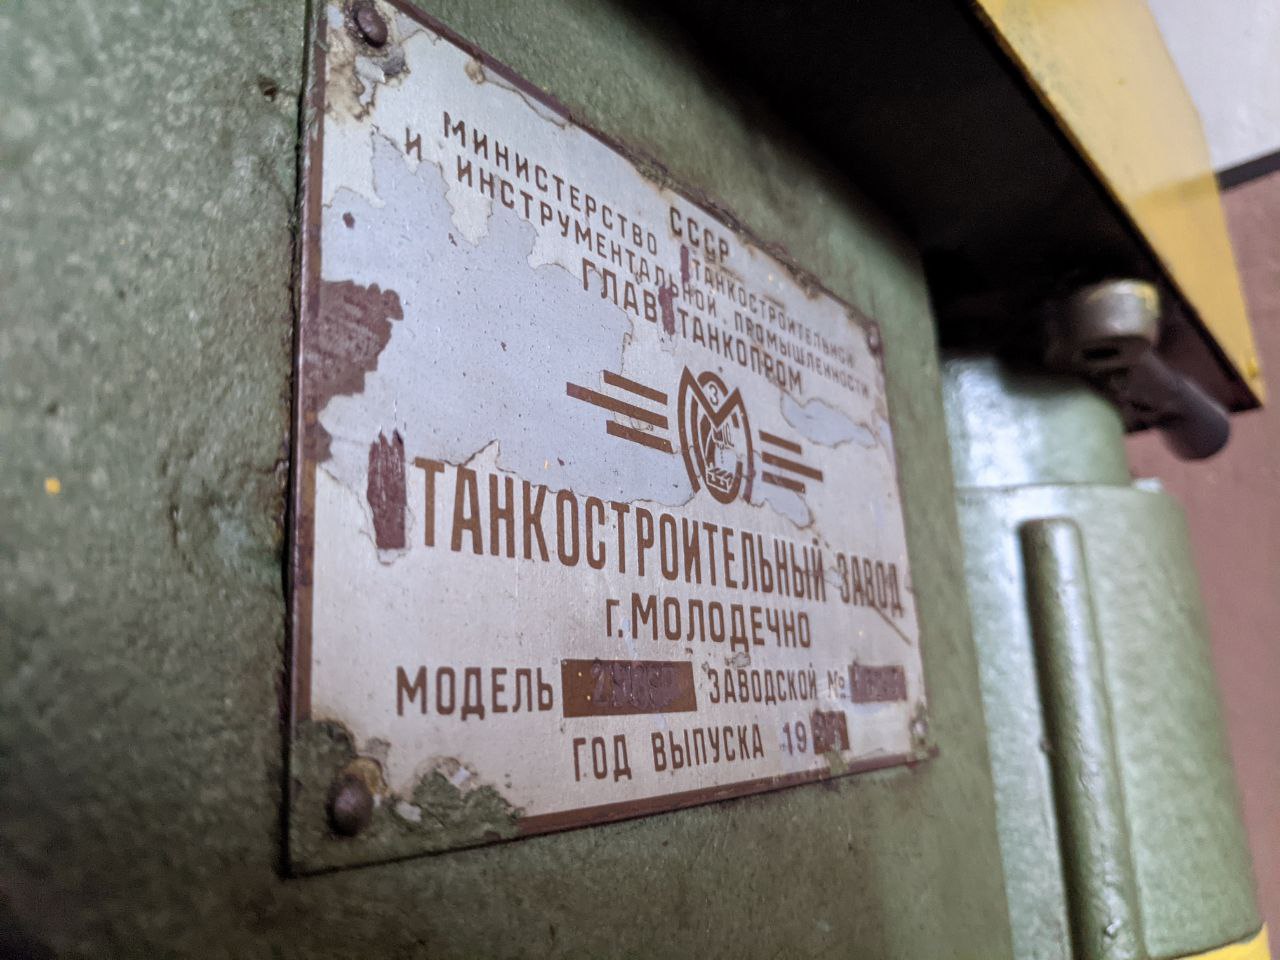 СССР
МИНИСТЕРСТВО ТАНКОСТРОИТЕЛЬНОЙ
И ИНСТРУМЕНТАЛЬНОЙ ПРОМЫШЛЕННОСТИ
ГЛАВ ТАНКОПРОМ
ТАНКОСТРОИТЕЛЬНЫЙ ЗАВОД
г. МОЛОДЕЧНО
МОДЕЛЬ ЗАВОДСКОЙ №
ГОД ВЫПУСКА 19